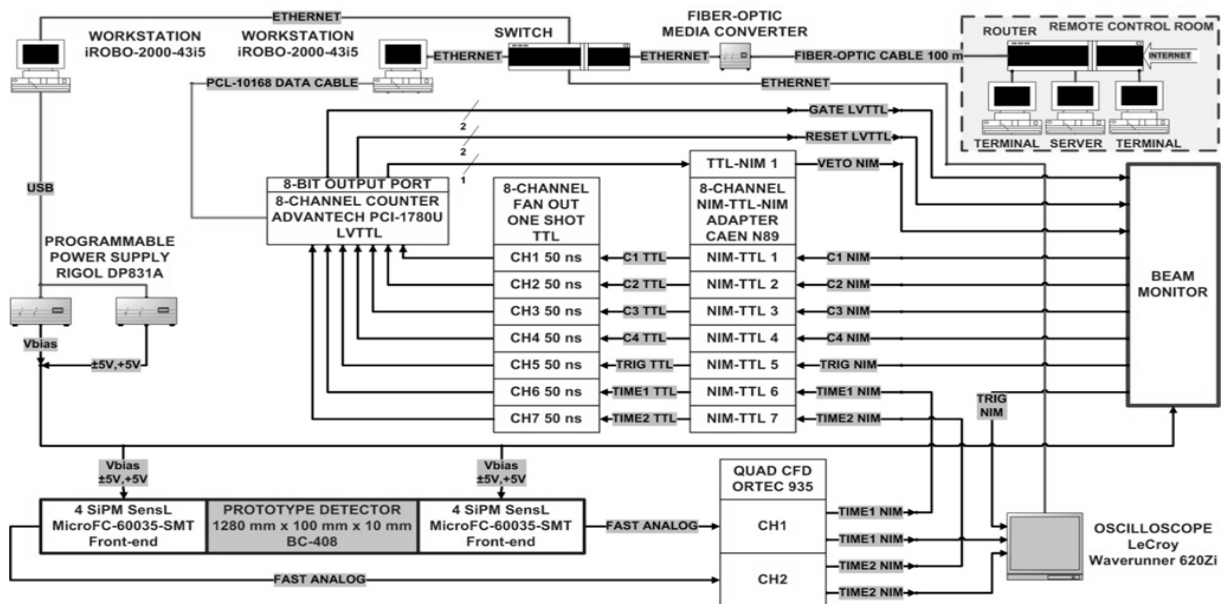 ETHERNET
WORKSTATION
iROBO-2000-43i5
WORKSTATION
iROBO-2000-43i5
SWITCH
FIBER-OPTIC
MEDIA CONVERTER
ROUTER
REMOTE CONTROL ROOM
ETHERNET
ETHERNET
FIBER-OPTIC CABLE 100 m
INTERNET
PCL-10168 DATA CABLE
ETHERNET
TERMINAL
SERVER
TERMINAL
2
GATE LVTTL
2
RESET LVTTL
1
TTL-NIM 1
VETO NIM
USB
8-BIT OUTPUT PORT
8-CHANNEL COUNTER
ADVANTECH PCI-1780U
LVTTL
8-CHANNEL
FAN OUT
ONE SHOT
TTL
8-CHANNEL
NIM-TTL-NIM
ADAPTER
CAEN N89
PROGRAMMABLE
POWER SUPPLY
RIGOL DP831A
BEAM
MONITOR
CH1 50 ns
C1 TTL
NIM-TTL 1
C1 NIM
CH2 50 ns
C2 TTL
NIM-TTL 2
C2 NIM
CH3 50 ns
C3 TTL
NIM-TTL 3
C3 NIM
CH4 50 ns
C4 TTL
NIM-TTL 4
C4 NIM
CH5 50 ns
TRIG TTL
NIM-TTL 5
TRIG NIM
CH6 50 ns
TIME1 TTL
NIM-TTL 6
TIME1 NIM
CH7 50 ns
TIME2 TTL
NIM-TTL 7
TIME2 NIM
Vbias
±5V,+5V
TRIG
NIM
Vbias
±5V,+5V
Vbias
±5V,+5V
4 SiPM SensL
MicroFC-60035-SMT
Front-end
PROTOTYPE DETECTOR
1280 mm x 100 mm x 10 mm
BC-408
4 SiPM SensL
MicroFC-60035-SMT
Front-end
FAST ANALOG
FAST ANALOG
QUAD CFD
ORTEC 935
CH1
CH2
TIME1 NIM
TIME1 NIM
TIME2 NIM
TIME2 NIM
OSCILLOSCOPE
LeCroy
Waverunner 620Zi